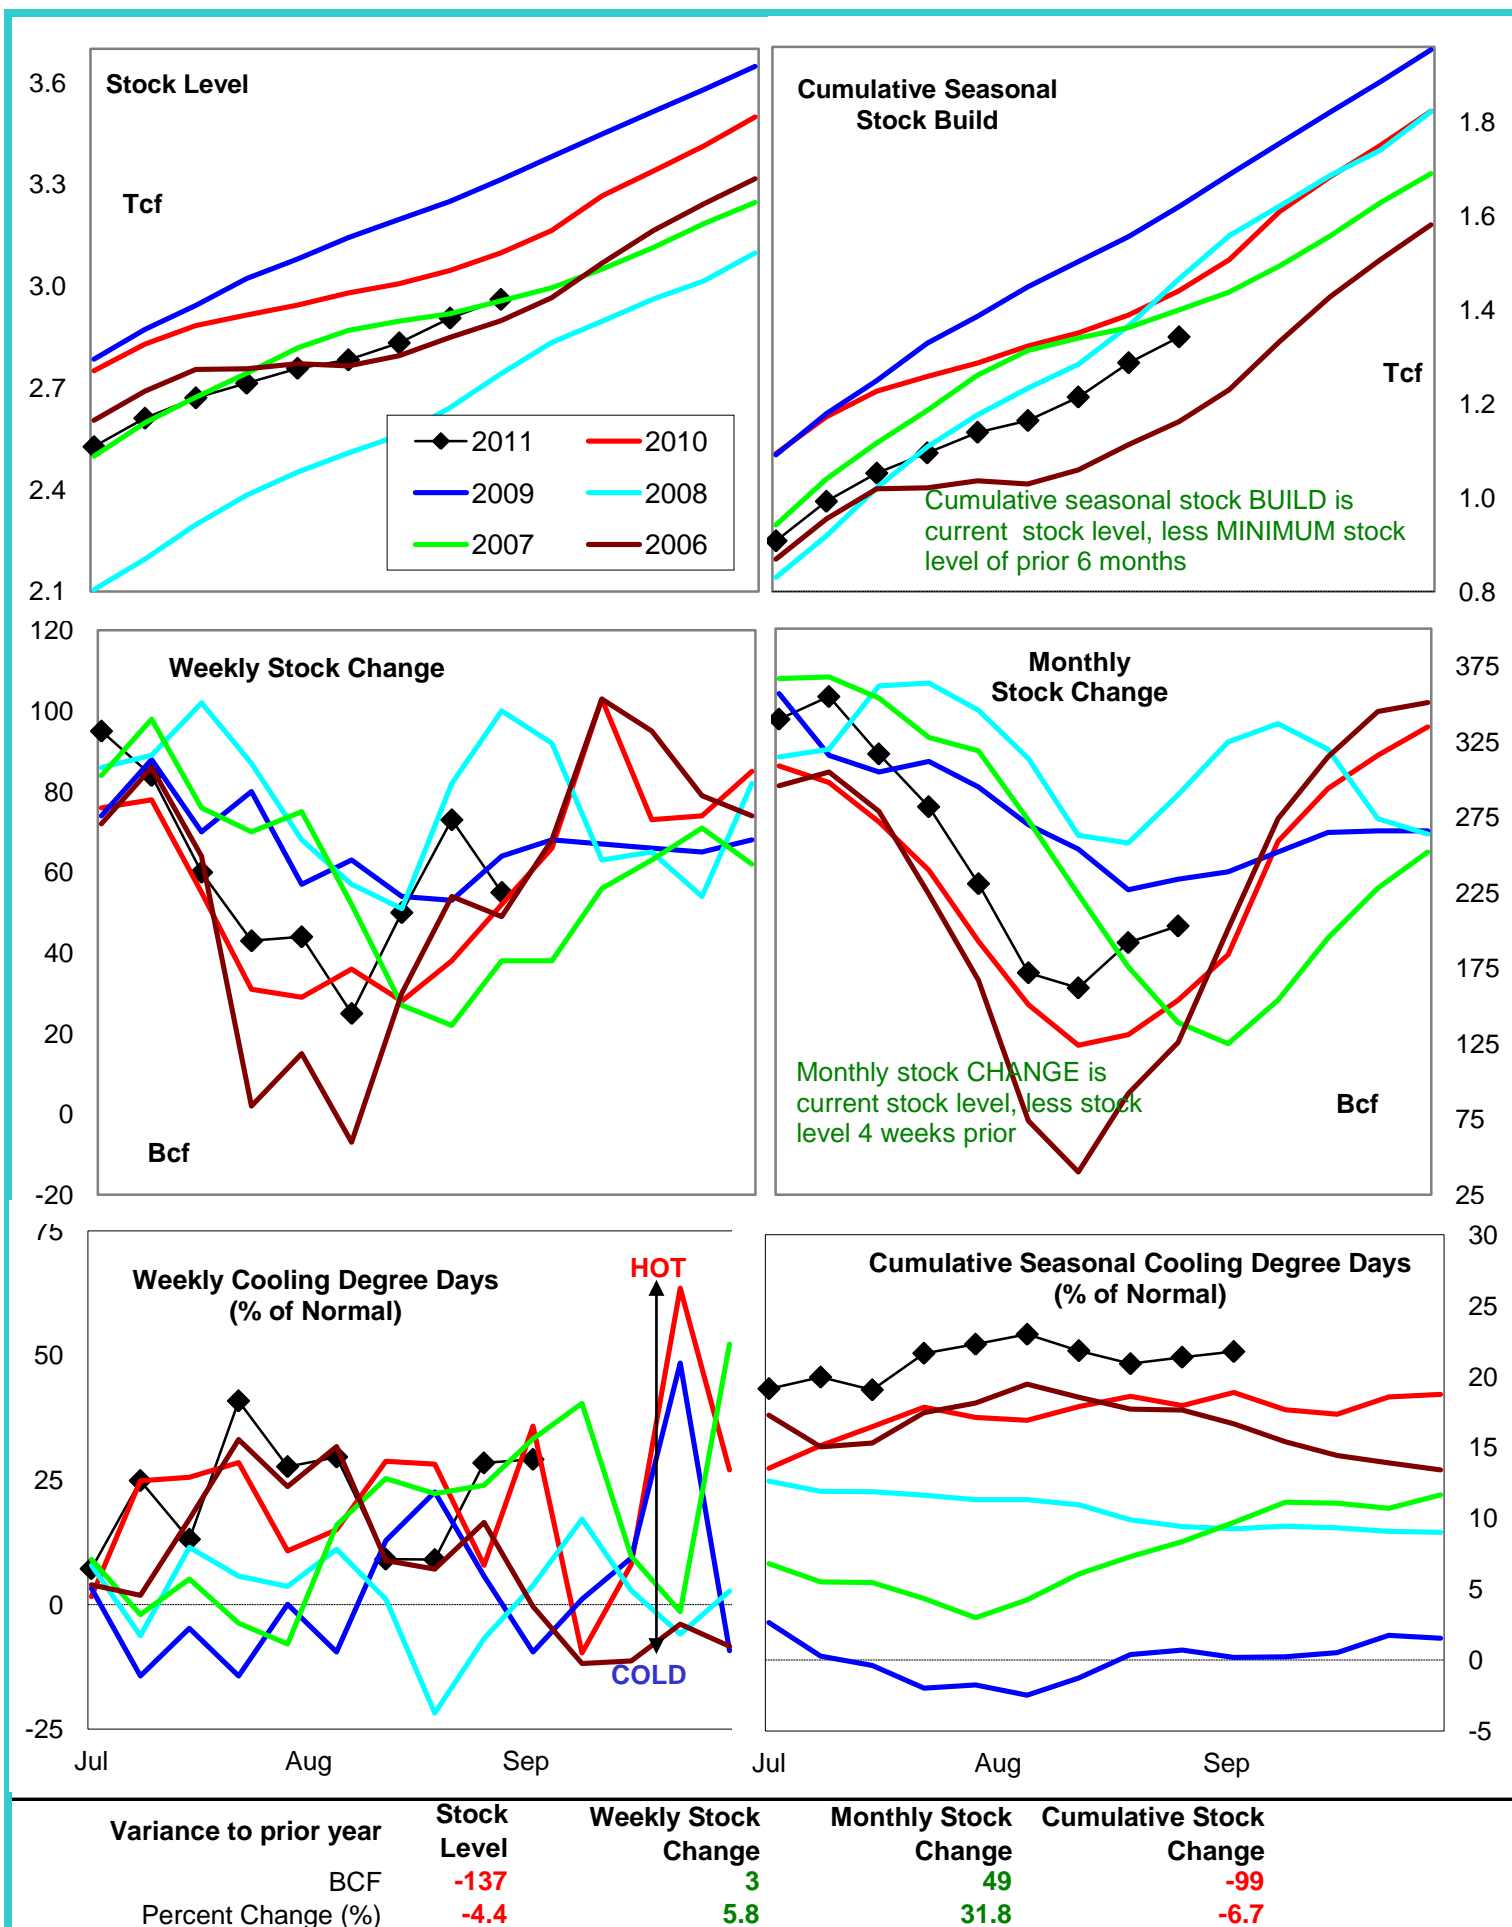 Stock Level
Tcf
3.6
3.3
3.0
2.7
2.4
2.1
2011
2010
2009
2008
2007
2006
Cumulative Seasonal
Stock Build
Tcf
1.8
1.6
1.4
1.2
1.0
0.8
Cumulative seasonal stock BUILD is
current stock level, less MINIMUM stock
level of prior 6 months
Weekly Stock Change
120
100
80
60
40
20
0
-20
Bcf
Monthly
Stock Change
375
325
275
225
175
125
75
25
Monthly stock CHANGE is
current stock level, less stock
level 4 weeks prior
Bcf
Weekly Cooling Degree Days
(% of Normal)
75
50
25
0
-25
HOT
COLD
Jul
Aug
Sep
Cumulative Seasonal Cooling Degree Days
(% of Normal)
30
25
20
15
10
5
0
-5
Jul
Aug
Sep
Variance to prior year Stock Level Weekly Stock Change Monthly Stock Change Cumulative Stock Change
BCF -137 3 49 -99
Percent Change (%) -4.4 5.8 31.8 -6.7